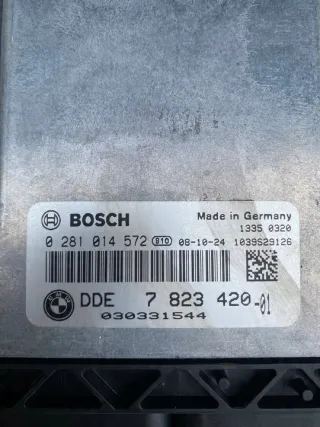 BOSCH Made in Germany
1335 0320
0 281 014 572 910 08-10-24 1039S29126
DDE 7 823 420-01
030331544